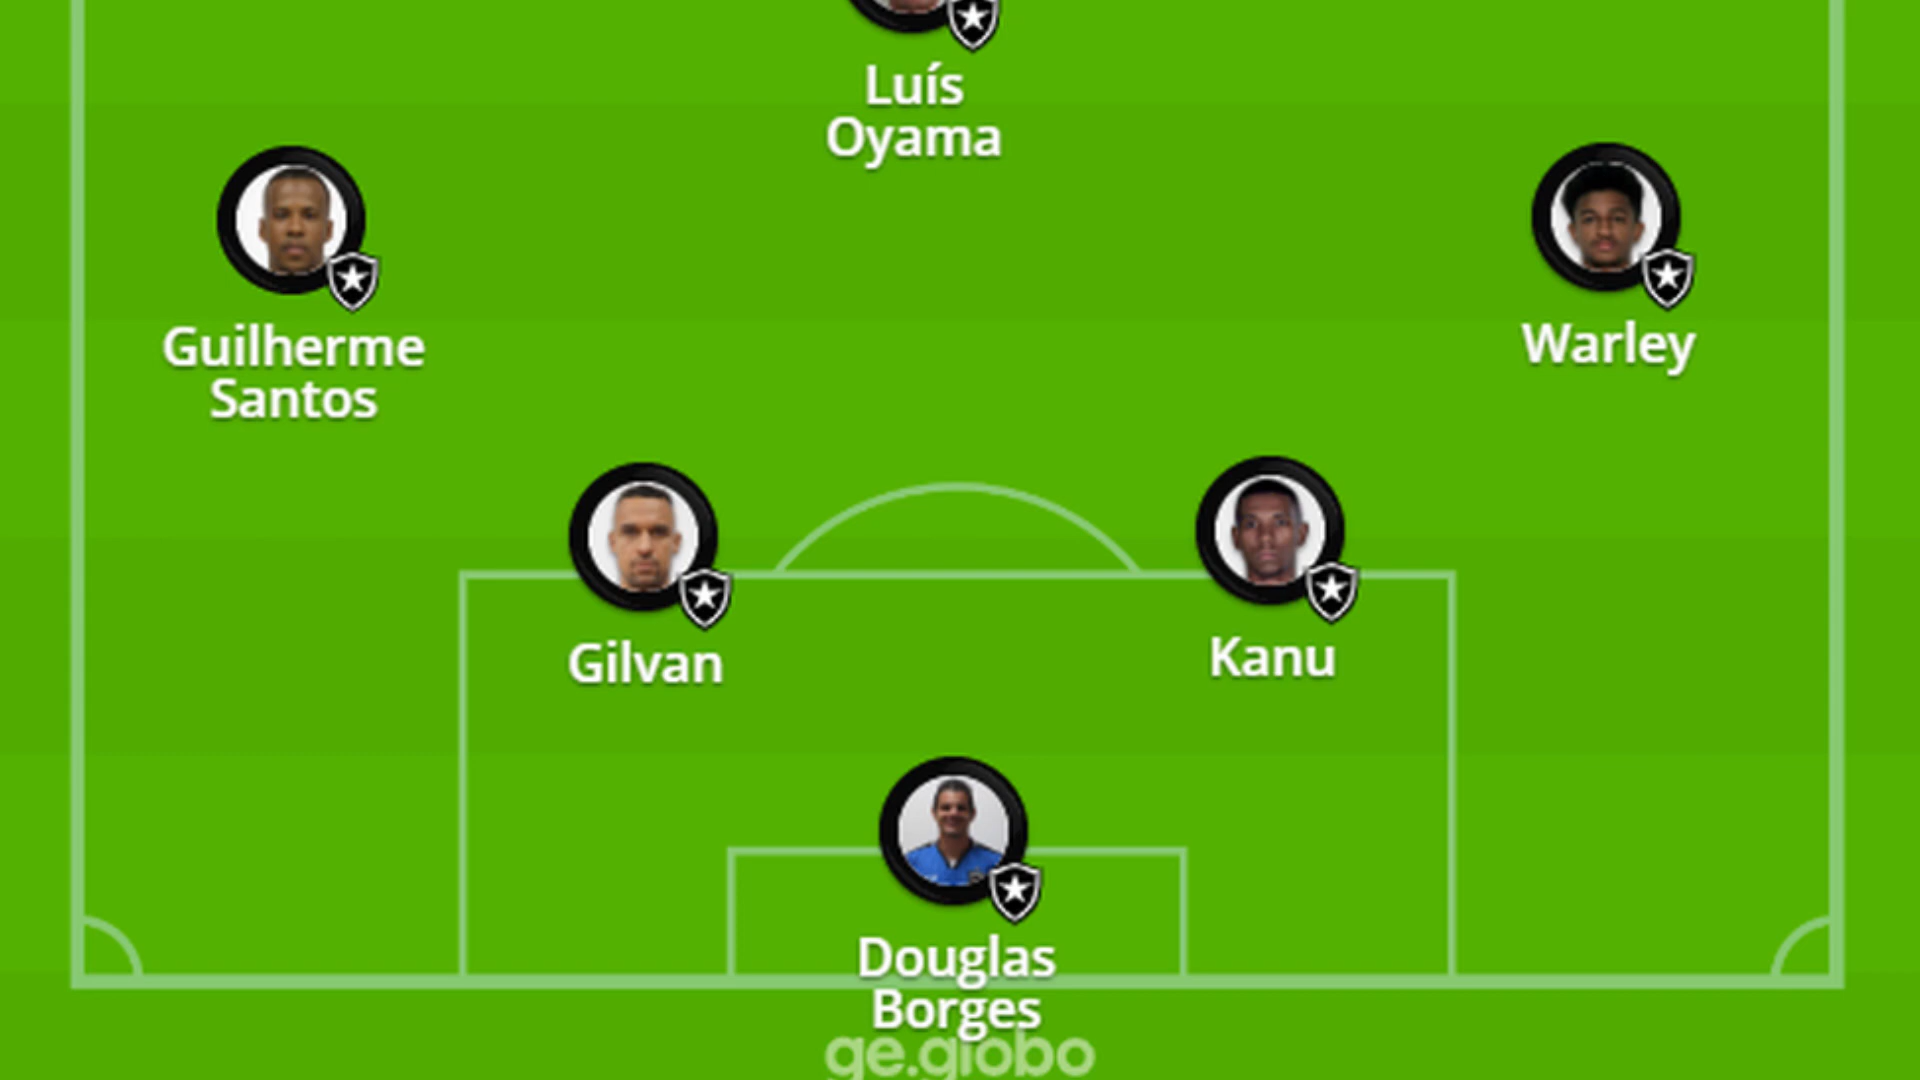 Luís
Oyama
Guilherme
Santos
Warley
Gilvan
Kanu
Douglas
Borges
ge.globo